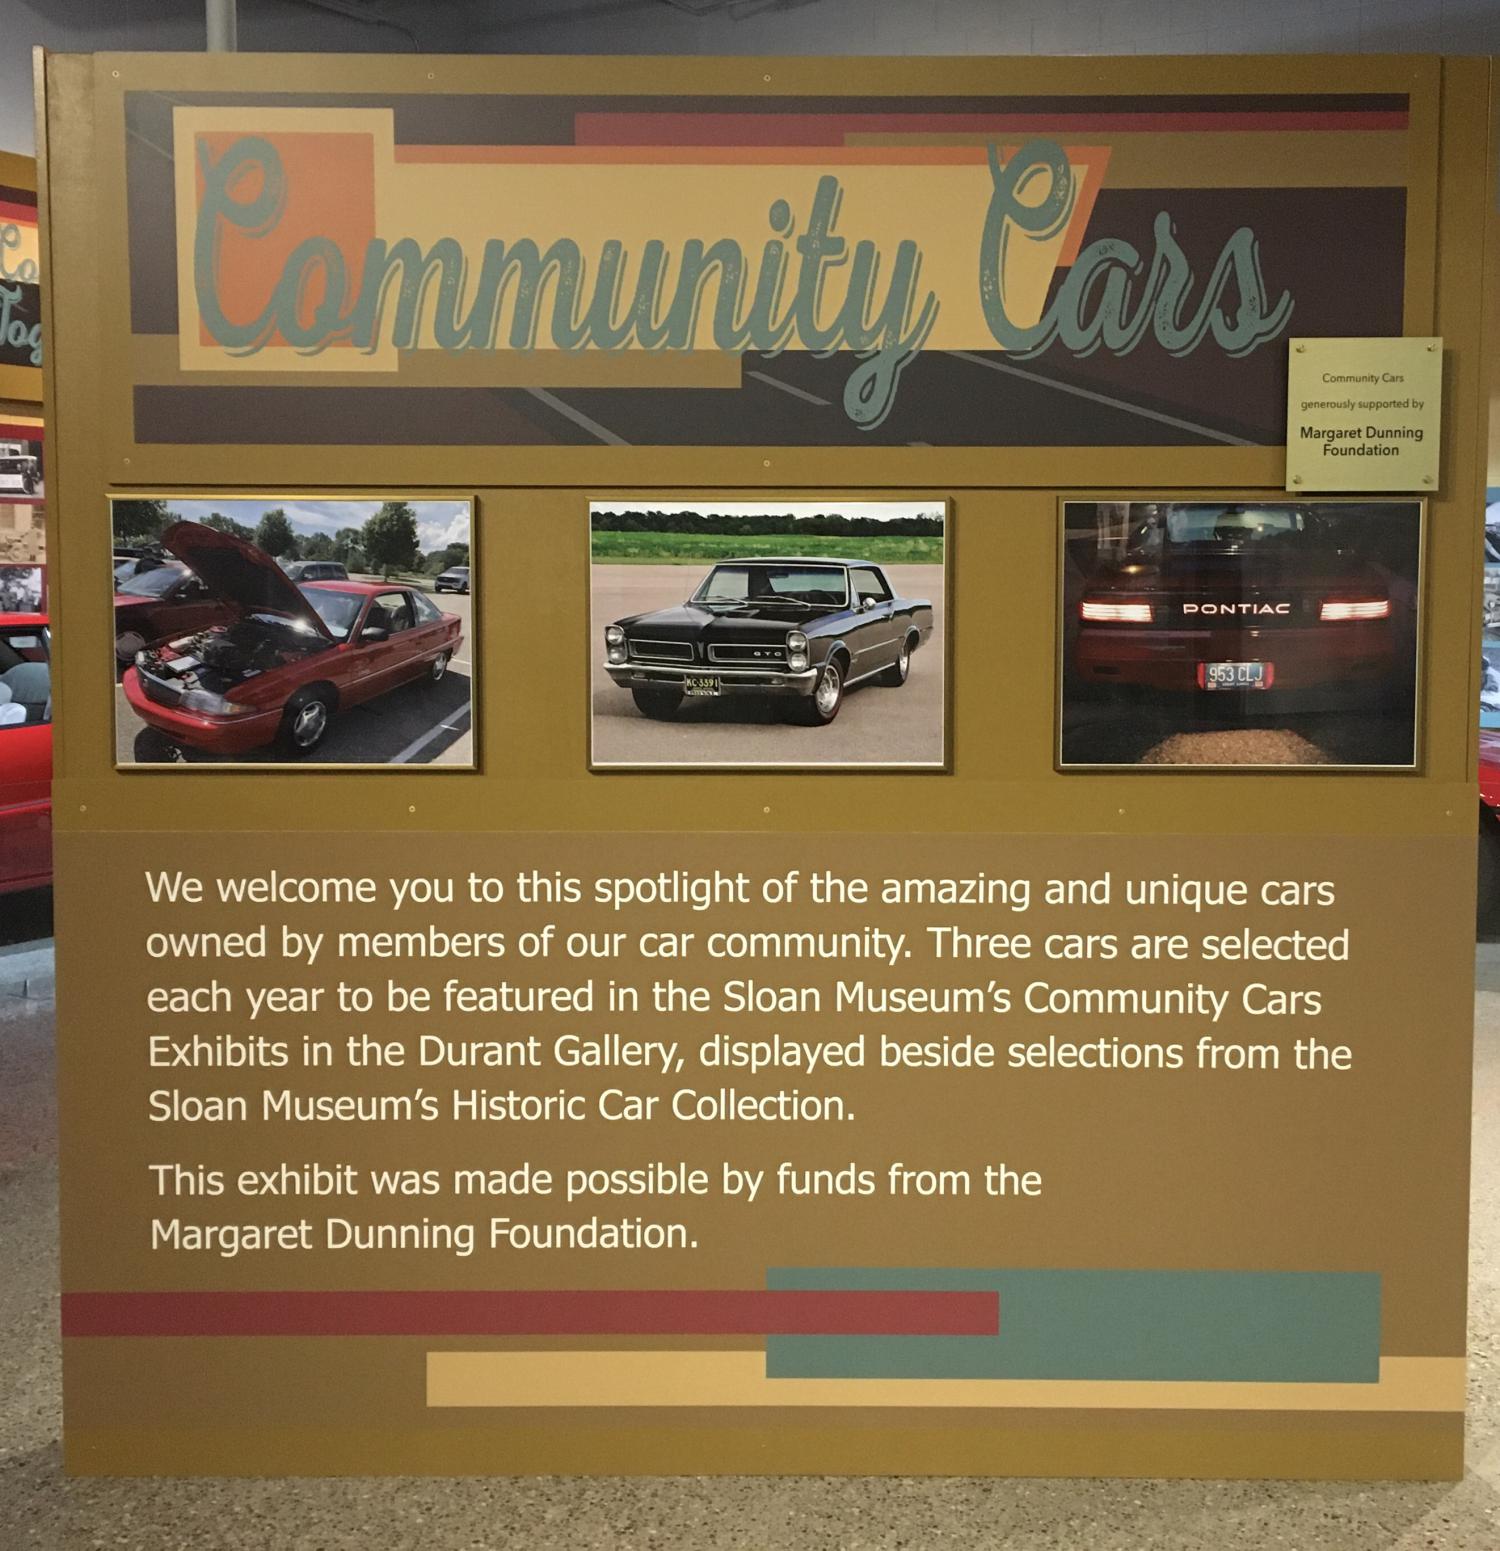 Community Cars
Community Cars
generously supported by
Margaret Dunning
Foundation
GTO
KC-3391
PONTIAC
953 CLJ
We welcome you to this spotlight of the amazing and unique cars
owned by members of our car community. Three cars are selected
each year to be featured in the Sloan Museum’s Community Cars
Exhibits in the Durant Gallery, displayed beside selections from the
Sloan Museum’s Historic Car Collection.
This exhibit was made possible by funds from the
Margaret Dunning Foundation.